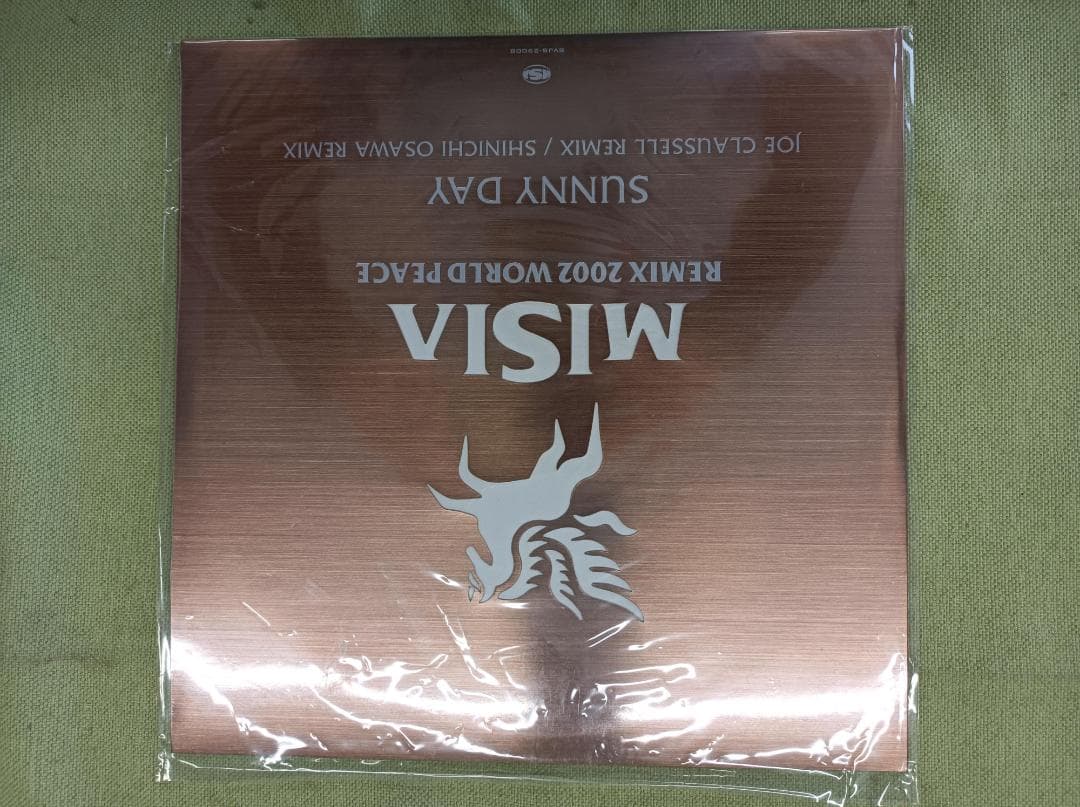 MISIA
REMIX 2002 WORLD PEACE
SUNNY DAY
JOE CLAUSSELL REMIX / SHINICHI OSAWA REMIX